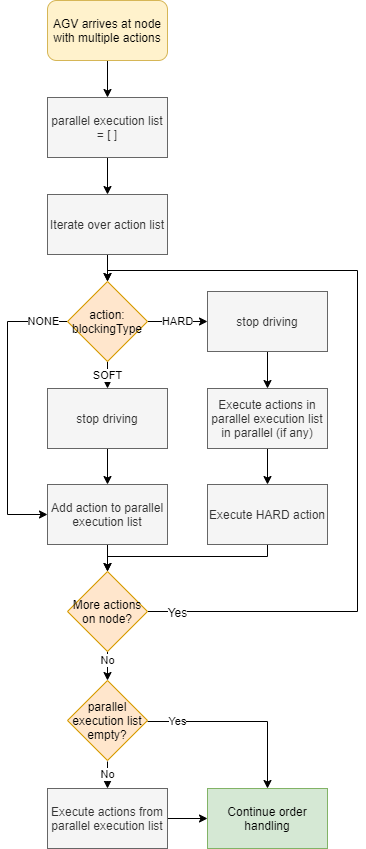 AGV arrives at node
with multiple actions
parallel execution list
= [ ]
Iterate over action list
action:
blockingType
NONE
HARD
SOFT
stop driving
stop driving
Execute actions in
parallel execution list
in parallel (if any)
Add action to parallel
execution list
Execute HARD action
More actions
on node?
Yes
No
parallel
execution list
empty?
Yes
No
Execute actions from
parallel execution list
Continue order
handling